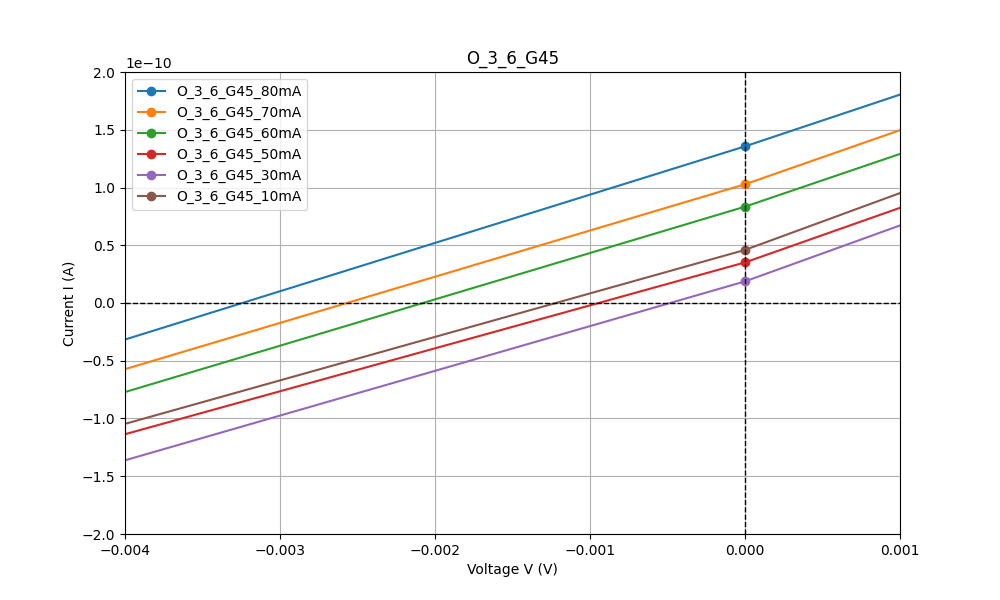 O_3_6_G45
1e−10
2.0
1.5
1.0
0.5
0.0
−0.5
−1.0
−1.5
−2.0
Current I (A)
O_3_6_G45_80mA
O_3_6_G45_70mA
O_3_6_G45_60mA
O_3_6_G45_50mA
O_3_6_G45_30mA
O_3_6_G45_10mA
−0.004 −0.003 −0.002 −0.001 0.000 0.001
Voltage V (V)